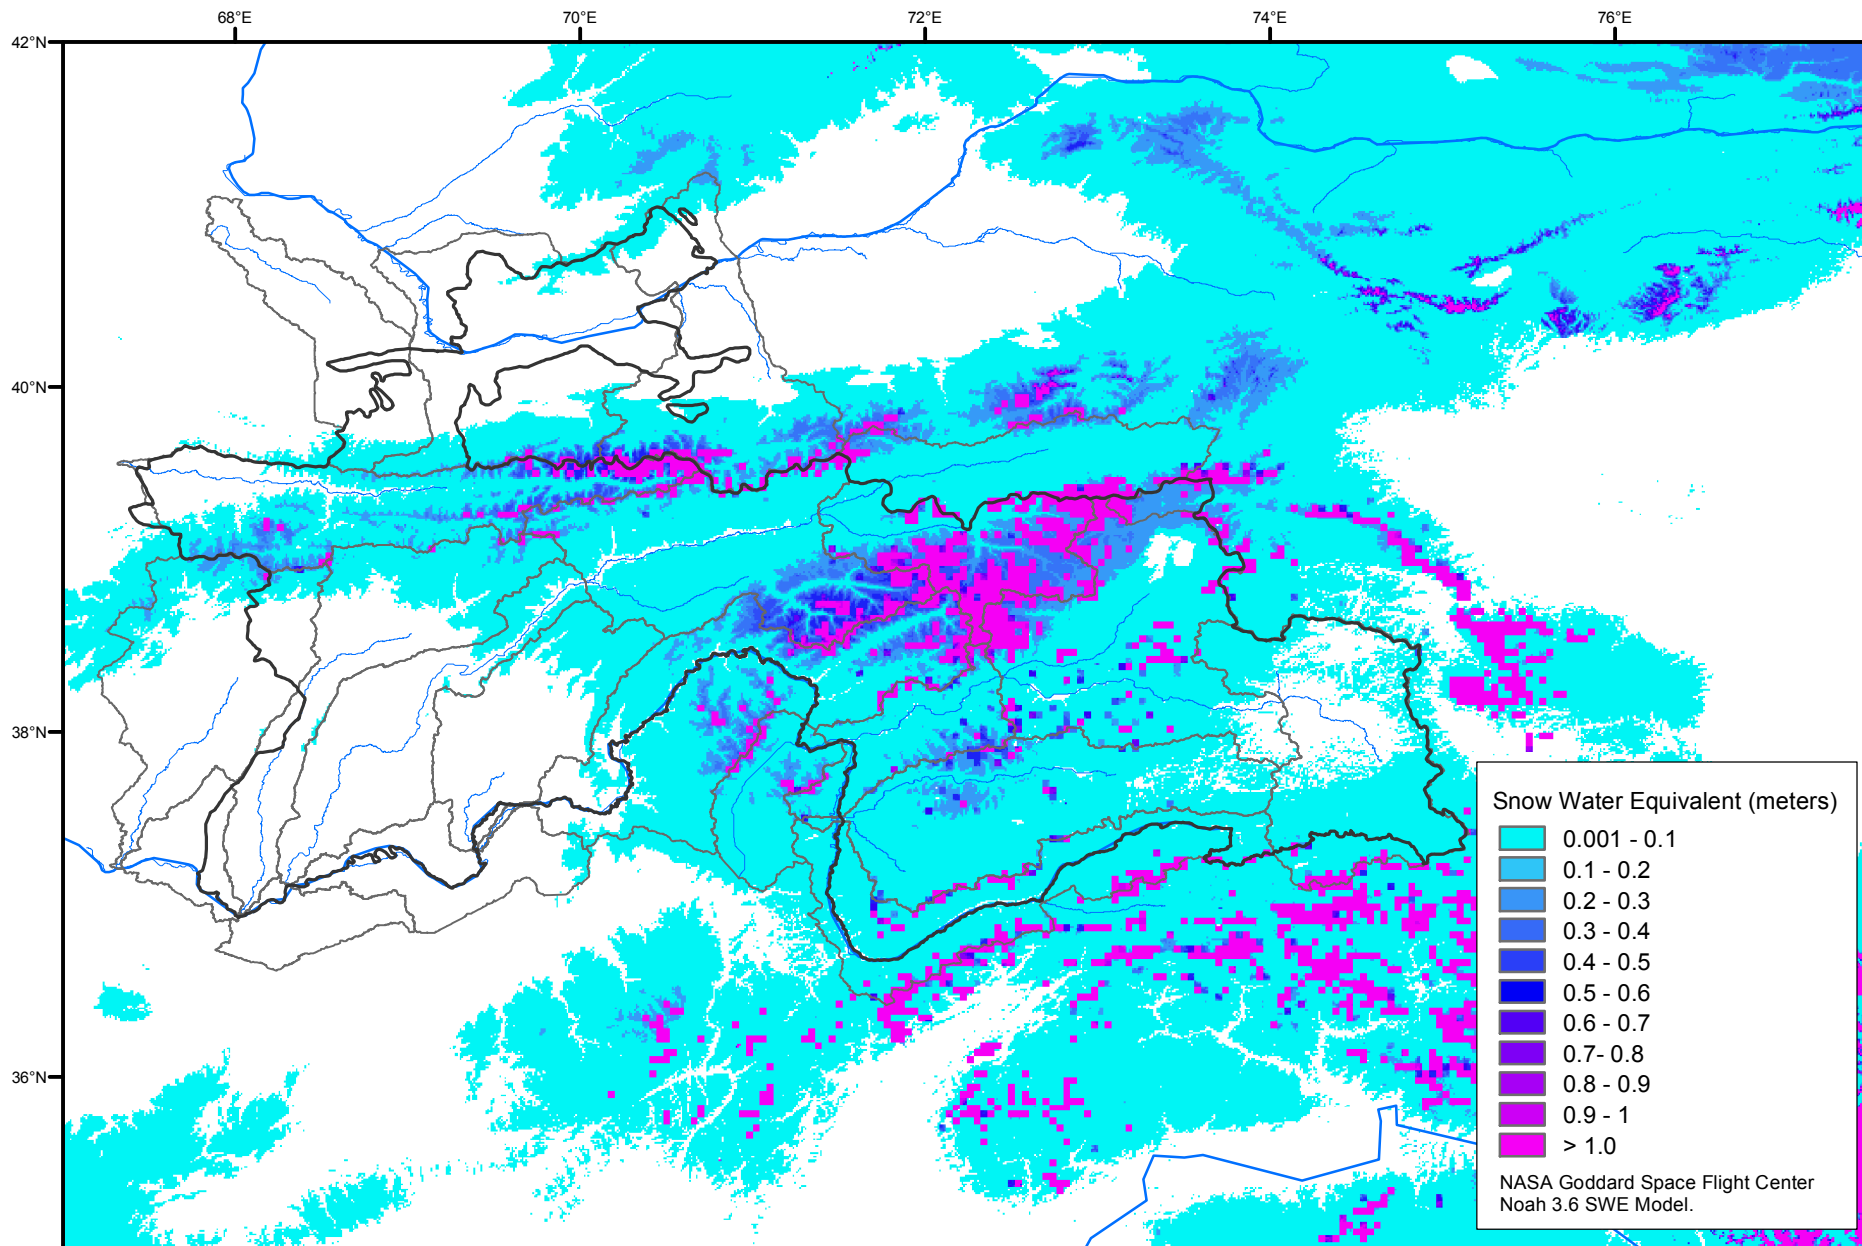 68°E
70°E
72°E
74°E
76°E
42°N
40°N
38°N
36°N
Snow Water Equivalent (meters)
0.001 - 0.1
0.1 - 0.2
0.2 - 0.3
0.3 - 0.4
0.4 - 0.5
0.5 - 0.6
0.6 - 0.7
0.7- 0.8
0.8 - 0.9
0.9 - 1
> 1.0
NASA Goddard Space Flight Center
Noah 3.6 SWE Model.